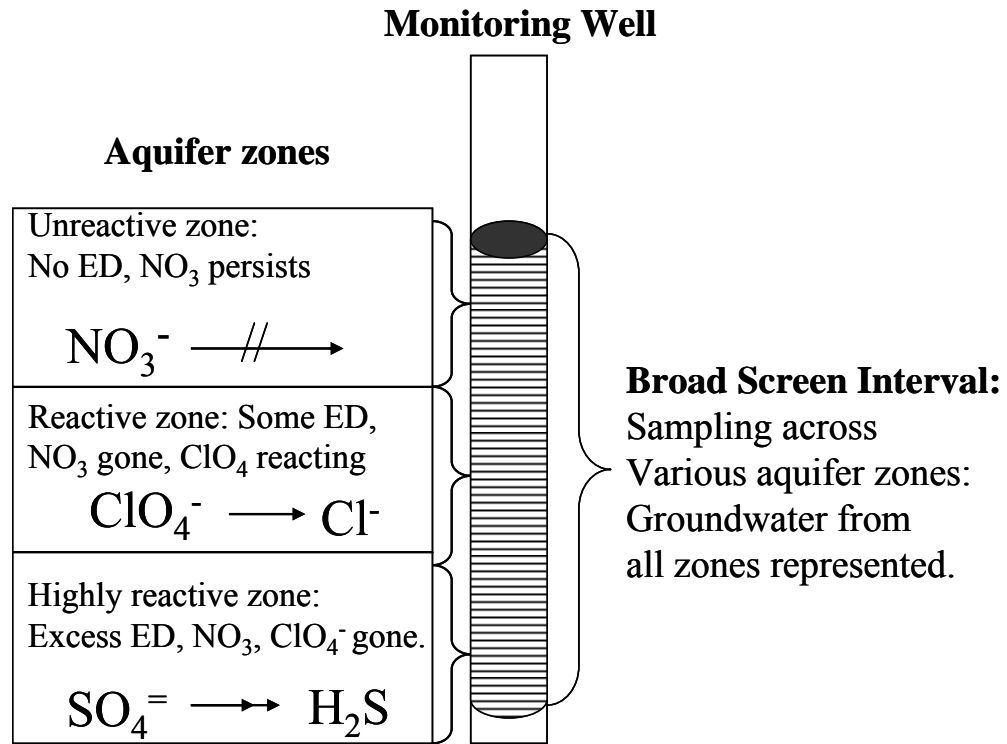 Monitoring Well
Aquifer zones
Unreactive zone:
No ED, NO₃ persists
NO₃⁻
Reactive zone: Some ED,
NO₃ gone, ClO₄ reacting
ClO₄⁻ → Cl⁻
Highly reactive zone:
Excess ED, NO₃, ClO₄⁻ gone.
SO₄⁼ → H₂S
Broad Screen Interval:
Sampling across
Various aquifer zones:
Groundwater from
all zones represented.